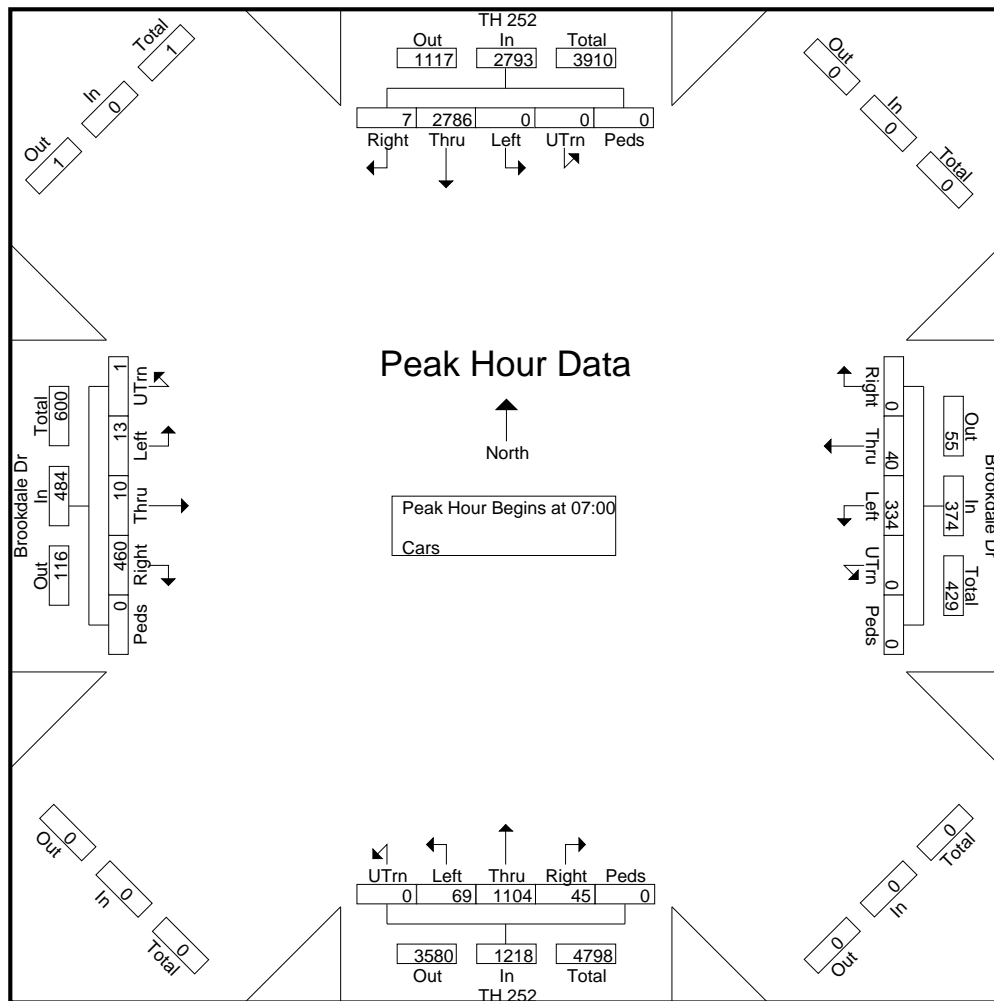 TH 252
Out In Total
1117 2793 3910
7 2786 0 0 0
Right Thru Left UTrn Peds
Total
1
In
0
Out
1
Out
0
In
0
Total
0
Peak Hour Data
North
Peak Hour Begins at 07:00
Cars
Brookdale Dr
Out In Total
116 484 600
0 460 10 13 1
Peds Right Thru Left UTrn
Brookdale Dr
Out In Total
55 374 429
0 40 334 0 0
Right Thru Left UTrn Peds
Out
0
In
0
Total
0
Total
0
In
0
Out
0
UTrn Left Thru Right Peds
0 69 1104 45 0
3580 1218 4798
Out In Total
TH 252